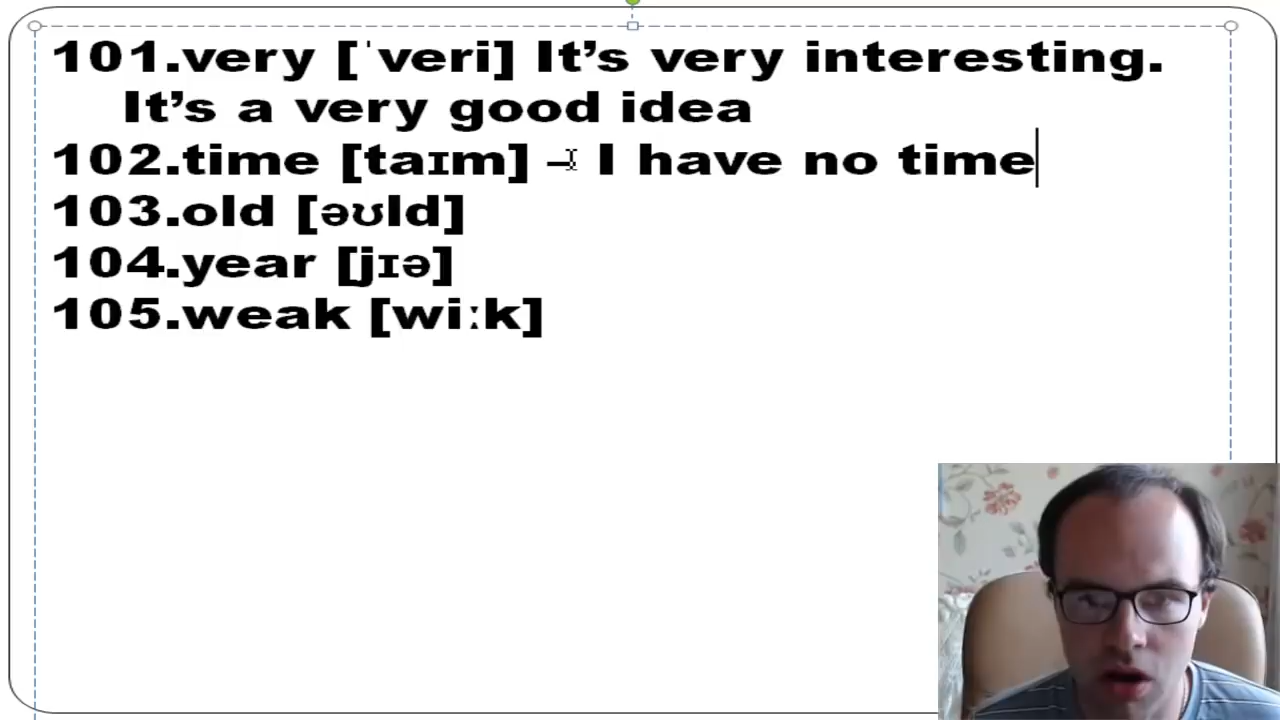 101.very [ˈveri] It’s very interesting.
It’s a very good idea
102.time [taɪm] – I have no time
103.old [əʊld]
104.year [jɪə]
105.weak [wiːk]